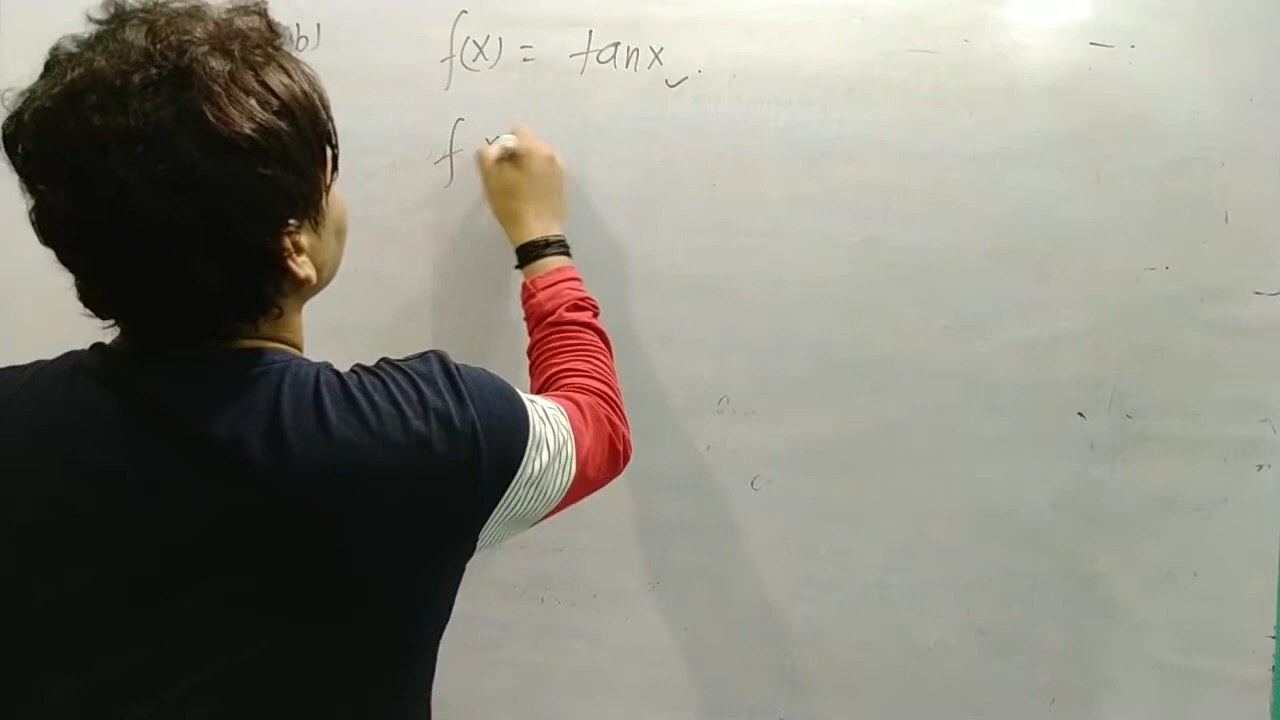 b) f(x) = tanx
f